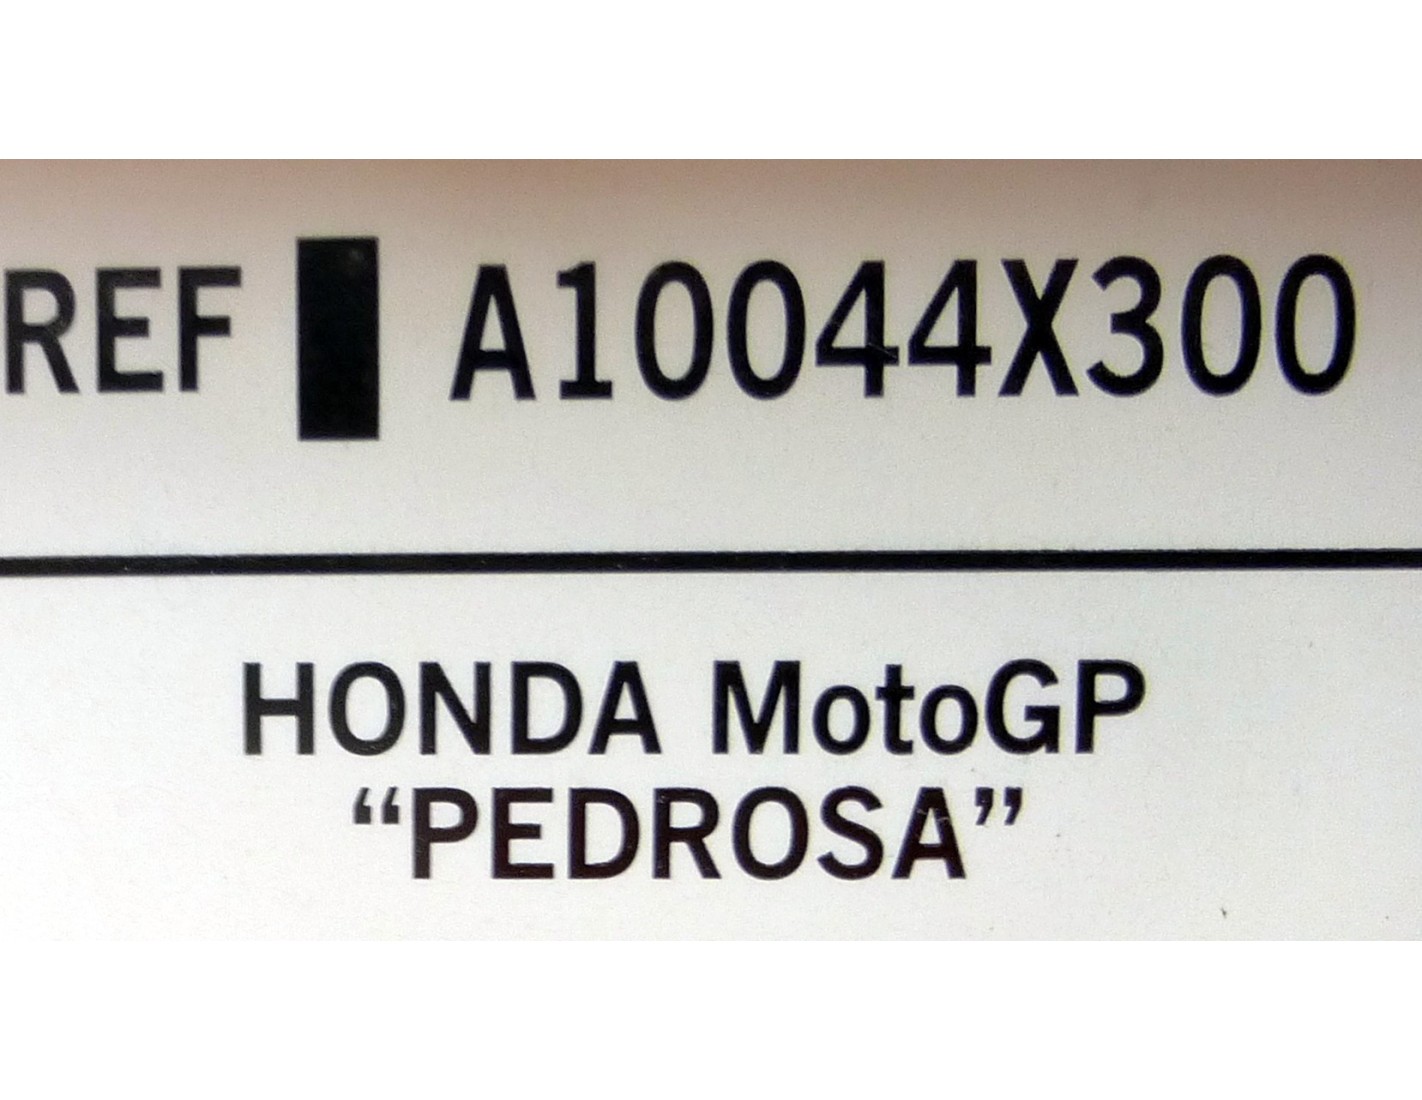 REF A10044X300
HONDA MotoGP
“PEDROSA”